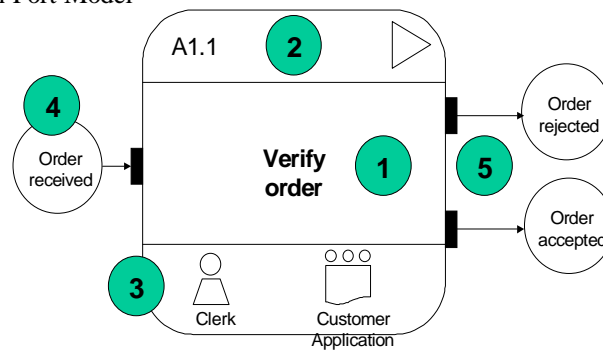 Port Model
A1.1
2
4
Order
rejected
Order
received
Verify
order
1
5
Order
accepted
3
Clerk
Customer
Application